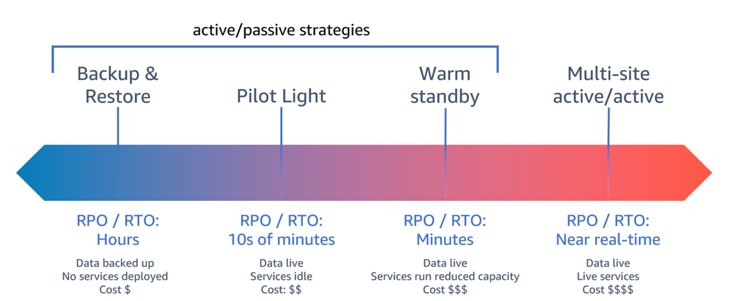 active/passive strategies
Backup &
Restore
Pilot Light
Warm
standby
Multi-site
active/active
RPO / RTO:
Hours
Data backed up
No services deployed
Cost $
RPO / RTO:
10s of minutes
Data live
Services idle
Cost: $$
RPO / RTO:
Minutes
Data live
Services run reduced capacity
Cost $$$
RPO / RTO:
Near real-time
Data live
Live services
Cost $$$$